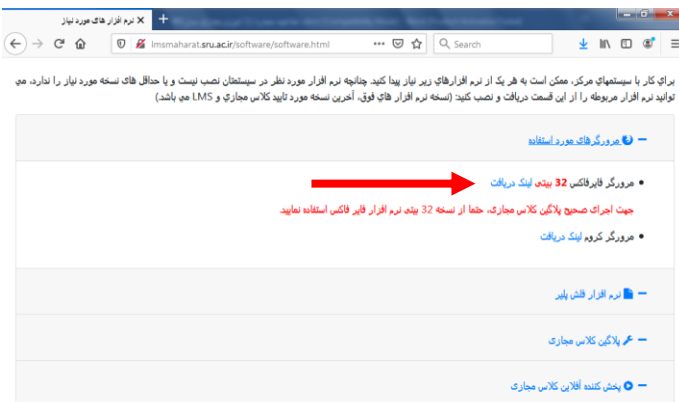 نرم افزار های مورد نیاز
lmsmaharat.sru.ac.ir/software/software.html
Search
براي كار با سيستمهاي مركز، ممكن است به هر يك از نرم افزارهاي زير نياز پيدا كنيد. چنانچه نرم افزار مورد نظر در سيستمتان نصب نيست و يا حداقل هاي نسخه مورد نياز را ندارد، مي
توانيد نرم افزار مربوطه را از اين قسمت دريافت و نصب كنيد: (نسخه نرم افزار هاي فوق، آخرين نسخه مورد تاييد كلاس مجازي و LMS مي باشد.)
مرورگرهای مورد استفاده
مرورگر فایرفاکس 32 بیتی لینک دریافت
جهت اجرای صحیح پلاگین کلاس مجازی، حتما از نسخه 32 بیتی نرم افزار فایر فاکس استفاده نمایید.
مرورگر کروم لینک دریافت
نرم افزار فلش پلیر
پلاگین کلاس مجازی
پخش کننده آفلاین کلاس مجازی